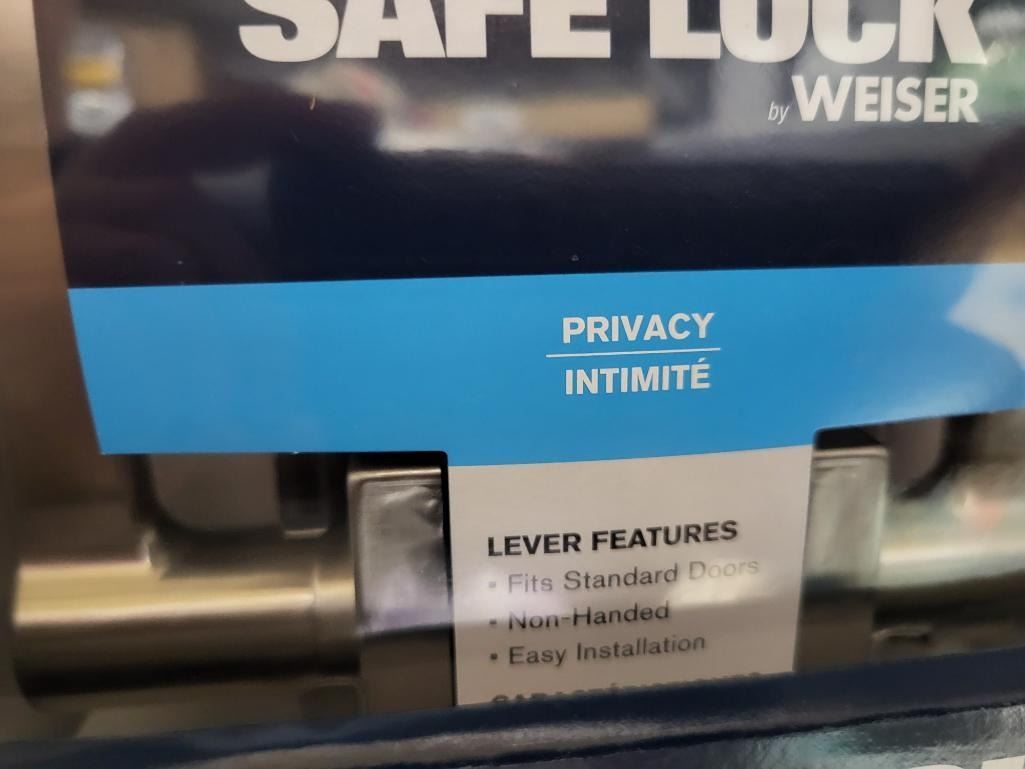 SAFE LOCK
by WEISER
PRIVACY
INTIMITÉ
LEVER FEATURES
▪ Fits Standard Doors
▪ Non-Handed
▪ Easy Installation